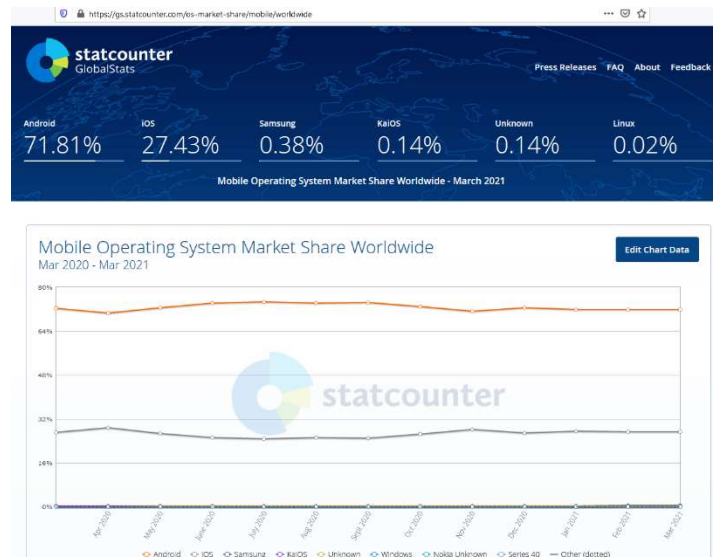 https://gs.statcounter.com/os-market-share/mobile/worldwide
statcounter
GlobalStats
Press Releases FAQ About Feedback
Android iOS Samsung KaiOS Unknown Linux
71.81% 27.43% 0.38% 0.14% 0.14% 0.02%
Mobile Operating System Market Share Worldwide - March 2021
Mobile Operating System Market Share Worldwide
Mar 2020 - Mar 2021
Edit Chart Data
80%
64%
48%
statcounter
32%
16%
0%
Apr 2020 May 2020 June 2020 July 2020 Aug 2020 Sept 2020 Oct 2020 Nov 2020 Dec 2020 Jan 2021 Feb 2021 Mar 2021
Android iOS Samsung KaiOS Unknown Windows Nokia Unknown Series 40 Other (dotted)